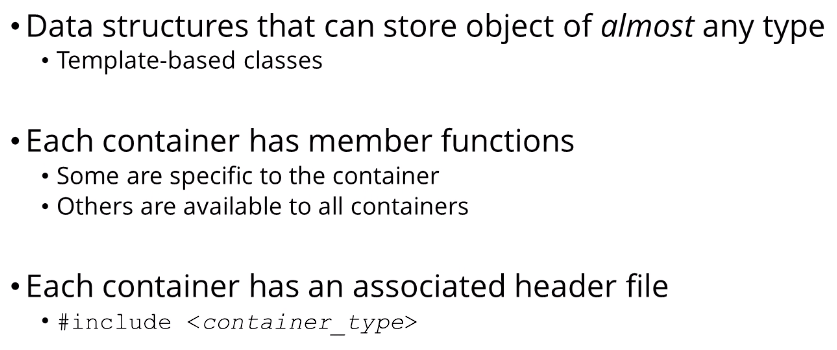 • Data structures that can store object of almost any type
• Template-based classes
• Each container has member functions
• Some are specific to the container
• Others are available to all containers
• Each container has an associated header file
• #include <container_type>